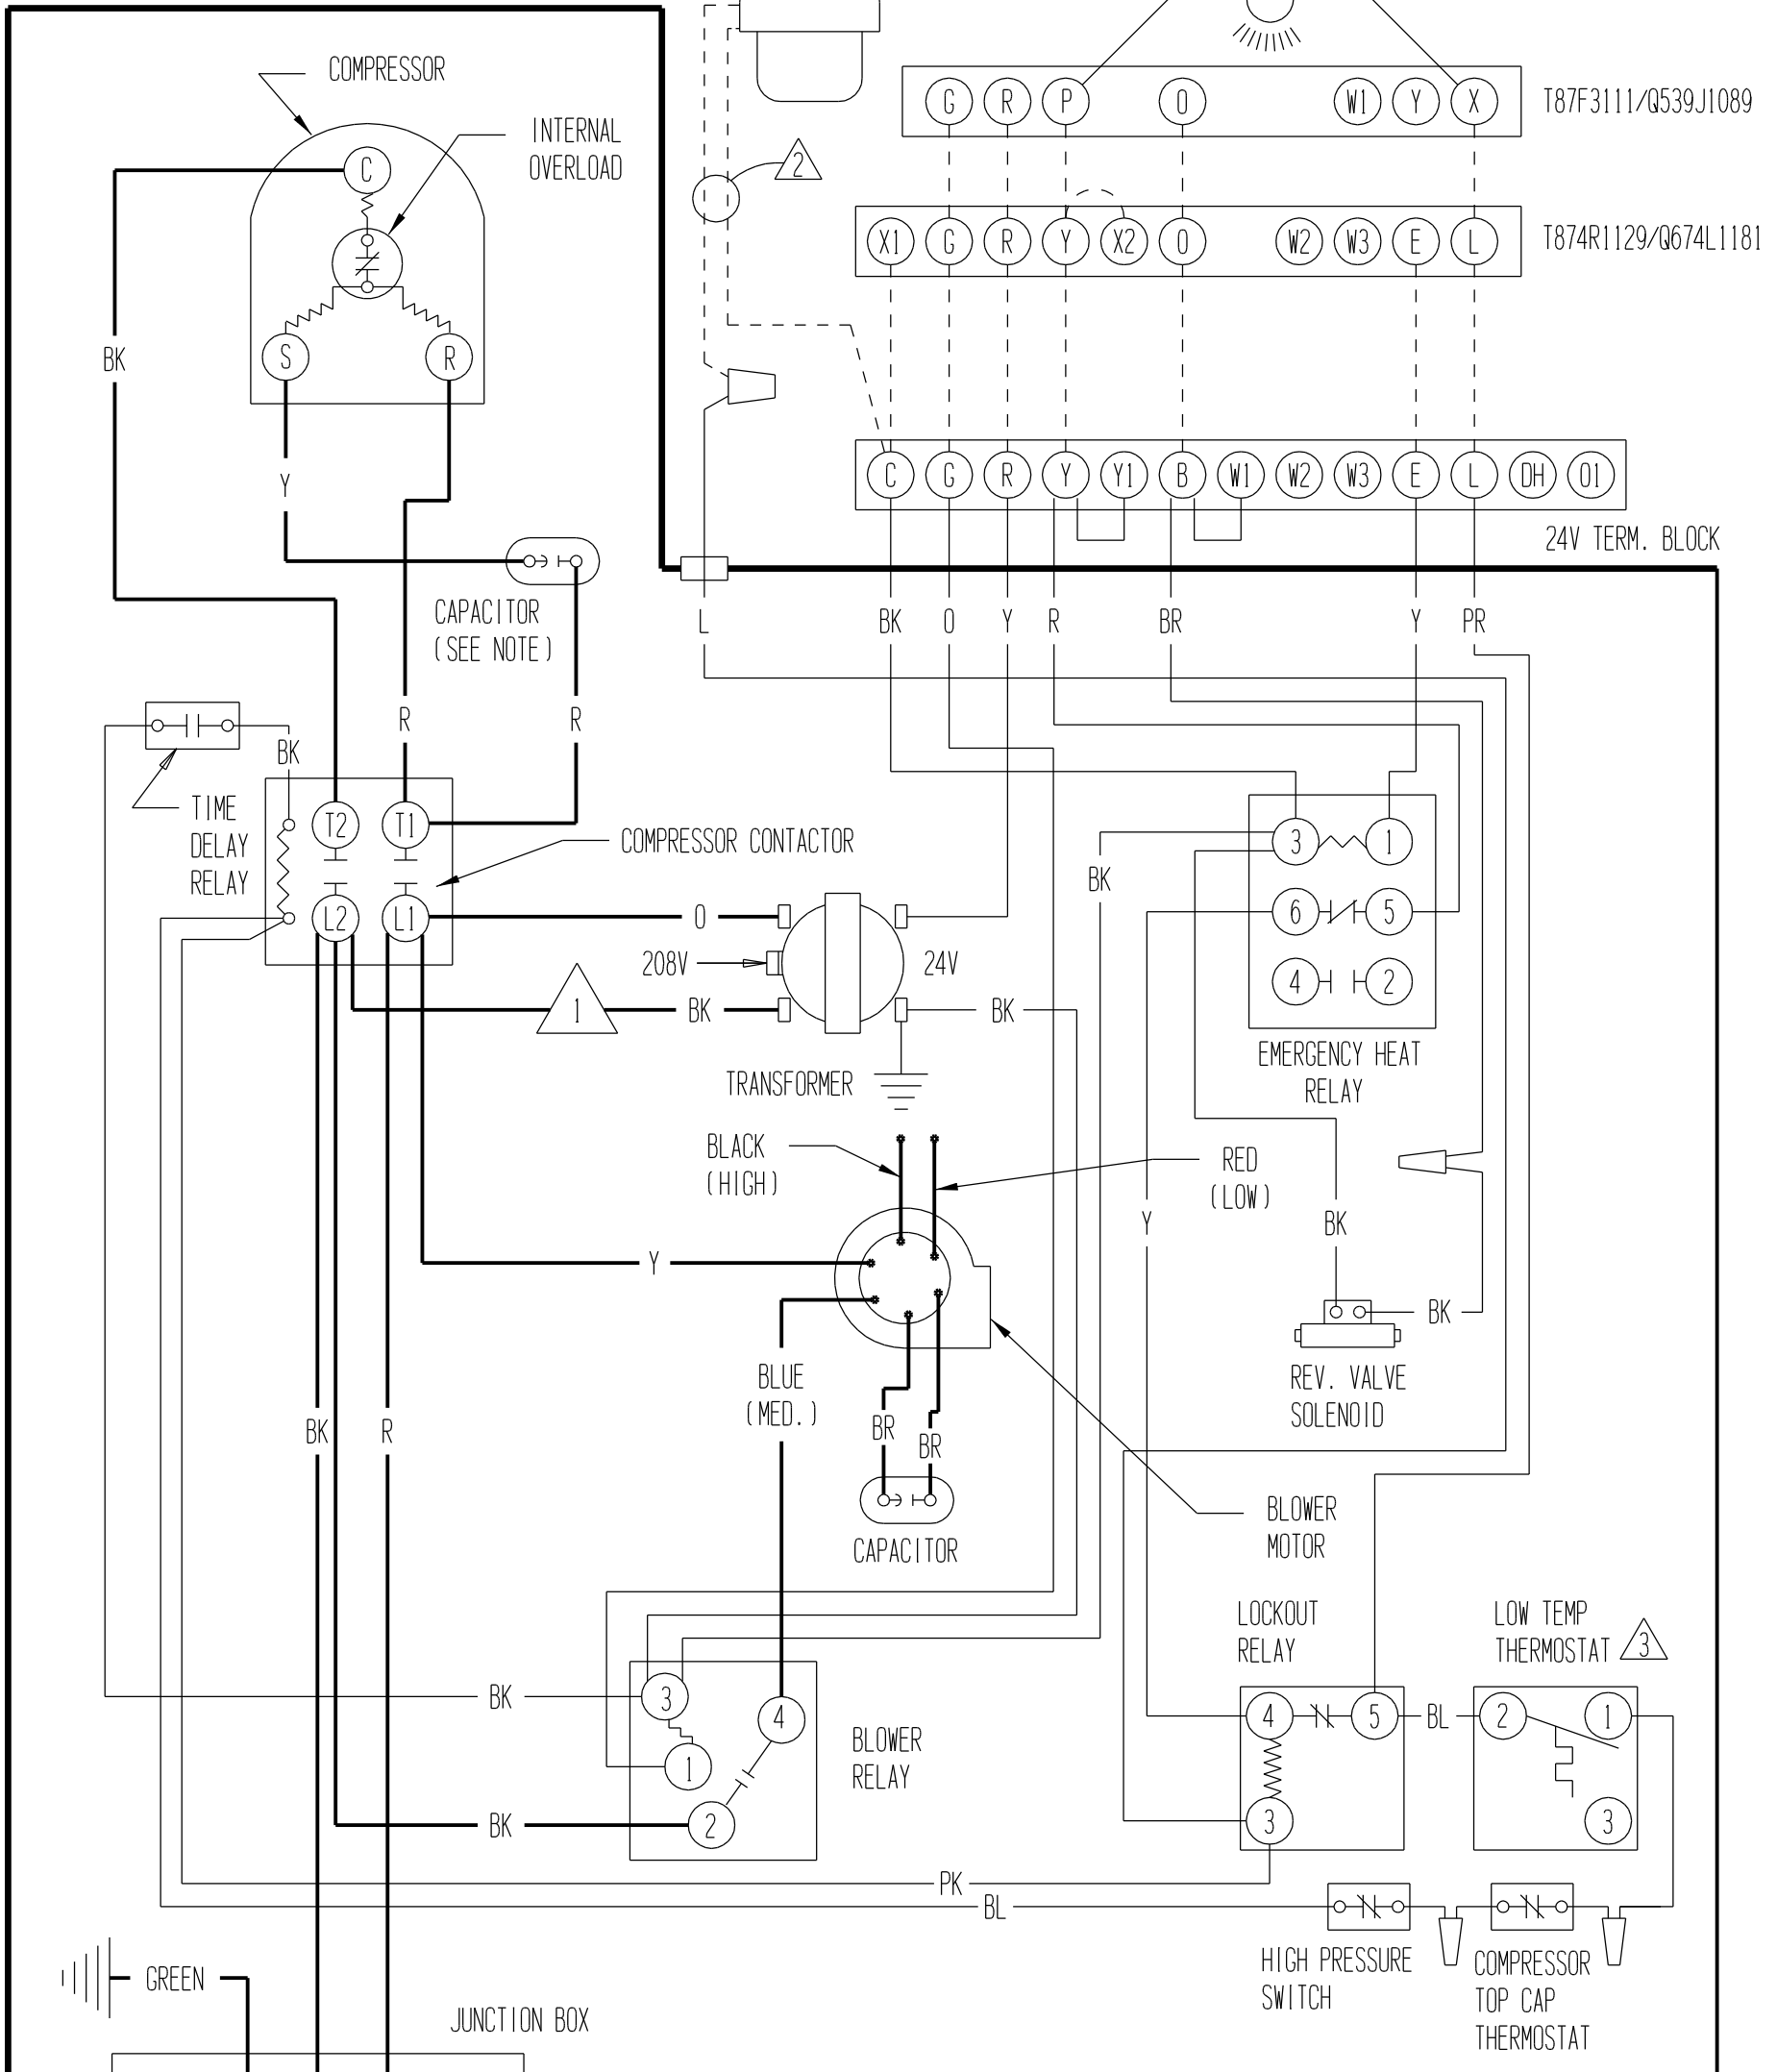 COMPRESSOR
INTERNAL
OVERLOAD
C
S
R
BK
Y
2
G R P O W1 Y X
T87F3111/Q539J1089
X1 G R Y X2 O W2 W3 E L
T874R1129/Q674L1181
C G R Y Y1 B W1 W2 W3 E L DH O1
24V TERM. BLOCK
CAPACITOR
(SEE NOTE)
L BK O Y R BR Y PR
R R
BK
TIME
DELAY
RELAY
T2 T1
L2 L1
COMPRESSOR CONTACTOR
O
208V
24V
1
BK
BK
TRANSFORMER
BK
3 1
6 5
4 2
EMERGENCY HEAT
RELAY
BLACK
(HIGH)
RED
(LOW)
Y
Y
BK
BK
REV. VALVE
SOLENOID
BLUE
(MED.)
BR
BR
CAPACITOR
BK R
BLOWER
MOTOR
LOCKOUT
RELAY
LOW TEMP
THERMOSTAT
3
BK
3
4
1
2
BLOWER
RELAY
BK
4 5
BL
2 1
3
3
PK
BL
HIGH PRESSURE
SWITCH
COMPRESSOR
TOP CAP
THERMOSTAT
GREEN
JUNCTION BOX